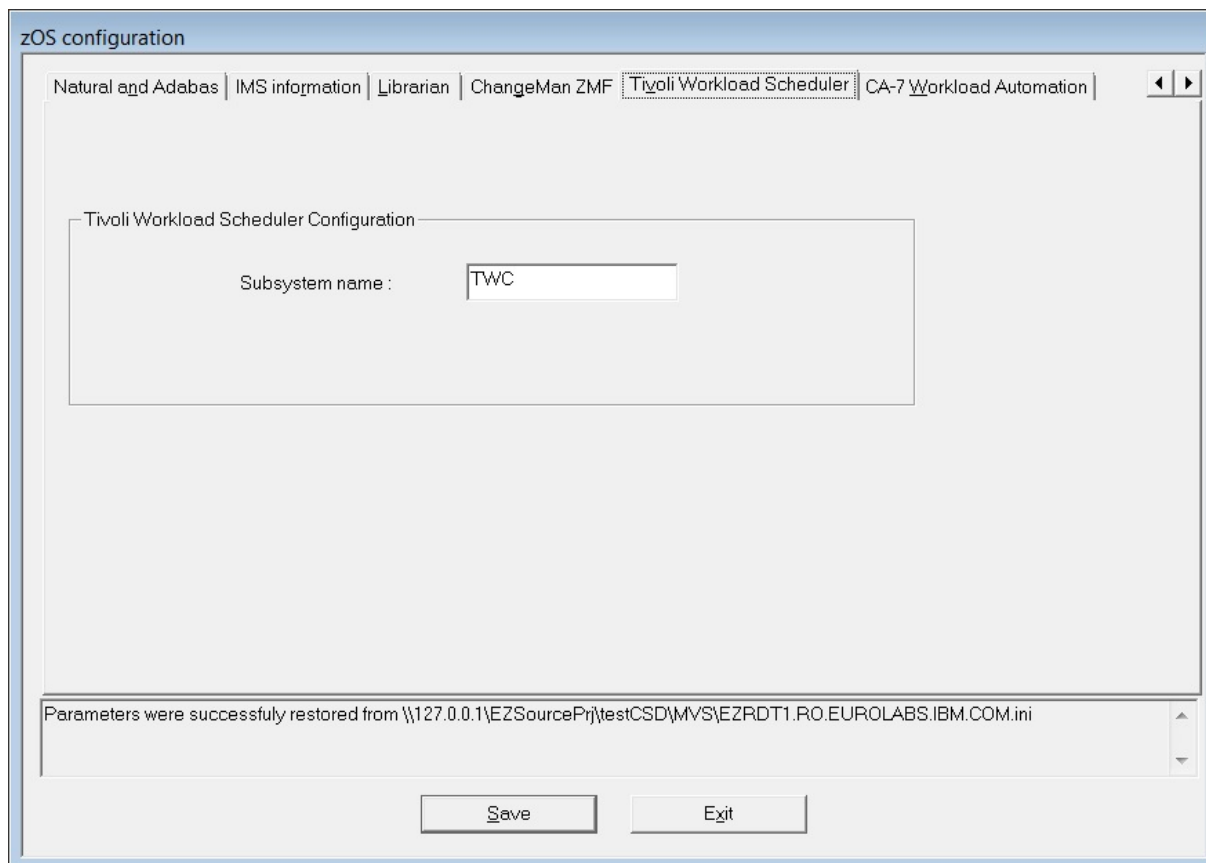 zOS configuration
Natural and Adabas IMS information Librarian ChangeMan ZMF Tivoli Workload Scheduler CA-7 Workload Automation
Tivoli Workload Scheduler Configuration
Subsystem name : TWC
Parameters were successfuly restored from \\127.0.0.1\EZSourcePrj\testCSD\MVS\EZRDT1.RO.EUROLABS.IBM.COM.ini
Save Exit